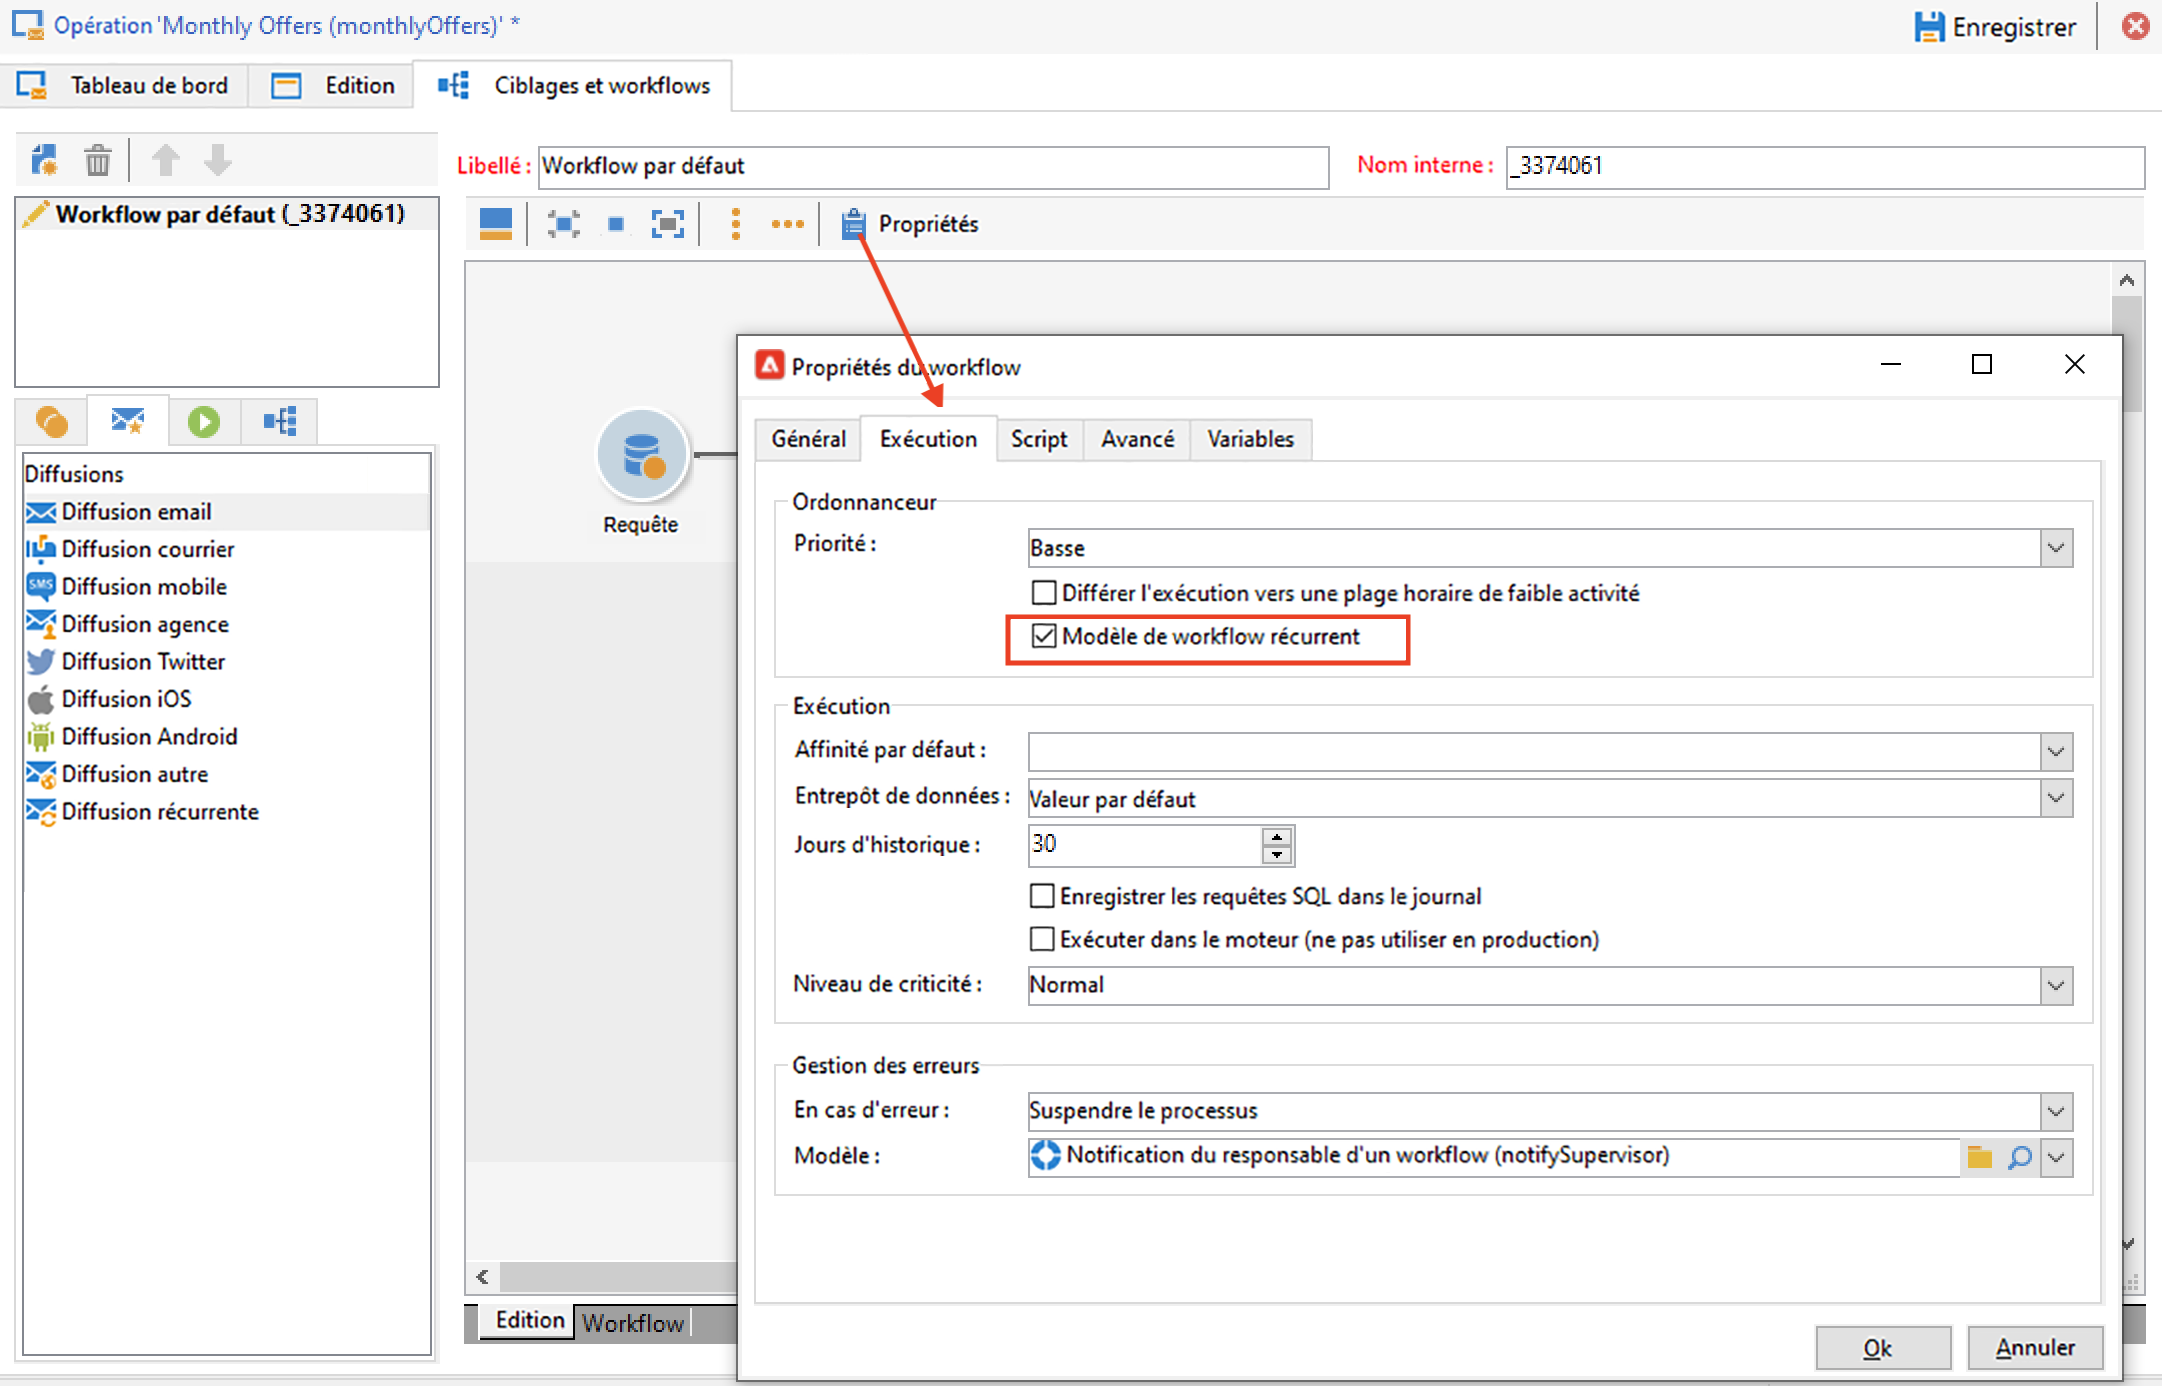 Opération 'Monthly Offers (monthlyOffers)' *
Enregistrer
Tableau de bord
Edition
Ciblages et workflows
Libellé :
Workflow par défaut
Nom interne :
_3374061
Workflow par défaut (_3374061)
Propriétés
Diffusions
Diffusion email
Diffusion courrier
SMS
Diffusion mobile
Diffusion agence
Diffusion Twitter
Diffusion iOS
Diffusion Android
Diffusion autre
Diffusion récurrente
Requête
Edition
Workflow
Propriétés du workflow
Général
Exécution
Script
Avancé
Variables
Ordonnanceur
Priorité :
Basse
Différer l'exécution vers une plage horaire de faible activité
Modèle de workflow récurrent
Exécution
Affinité par défaut :
Entrepôt de données :
Valeur par défaut
Jours d'historique :
30
Enregistrer les requêtes SQL dans le journal
Exécuter dans le moteur (ne pas utiliser en production)
Niveau de criticité :
Normal
Gestion des erreurs
En cas d'erreur :
Suspendre le processus
Modèle :
Notification du responsable d'un workflow (notifySupervisor)
Ok
Annuler